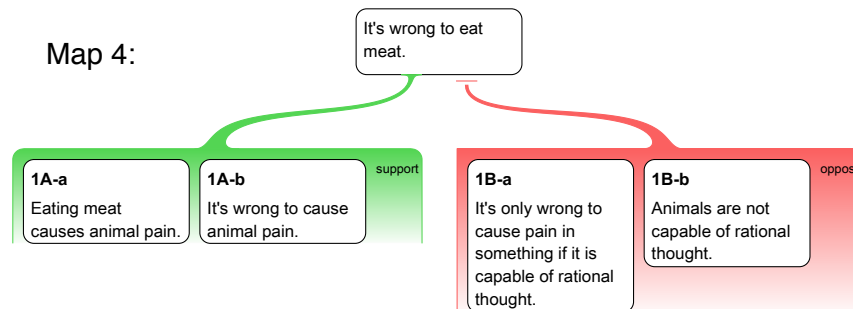 It's wrong to eat
meat.
Map 4:
1A-a
Eating meat
causes animal pain.
1A-b
It's wrong to cause
animal pain.
support
1B-a
It's only wrong to
cause pain in
something if it is
capable of rational
thought.
1B-b
Animals are not
capable of rational
thought.
oppos